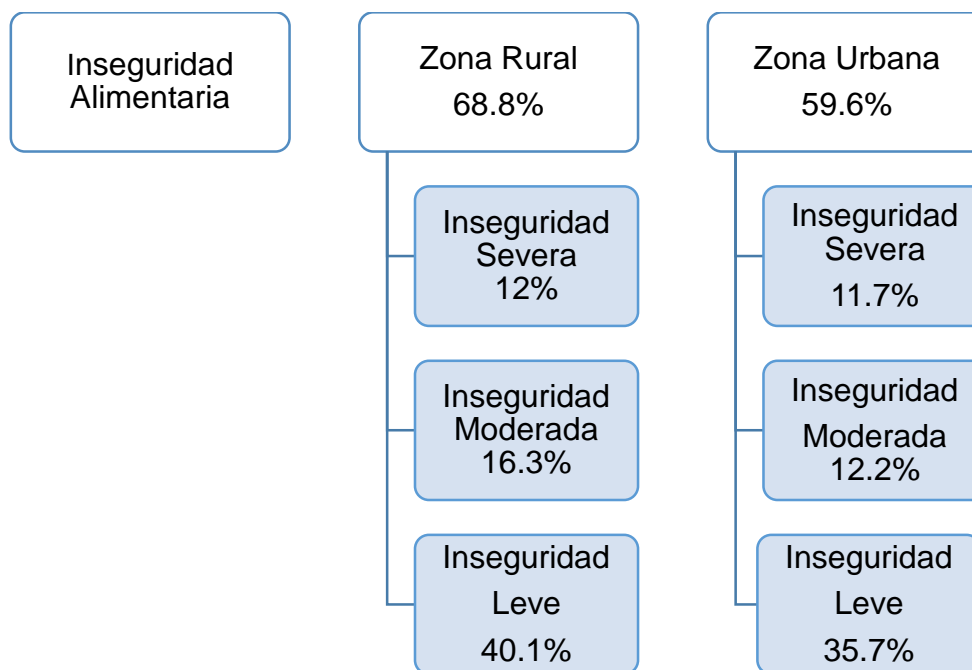 Inseguridad
Alimentaria
Zona Rural
68.8%
Inseguridad
Severa
12%
Inseguridad
Moderada
16.3%
Inseguridad
Leve
40.1%
Zona Urbana
59.6%
Inseguridad
Severa
11.7%
Inseguridad
Moderada
12.2%
Inseguridad
Leve
35.7%